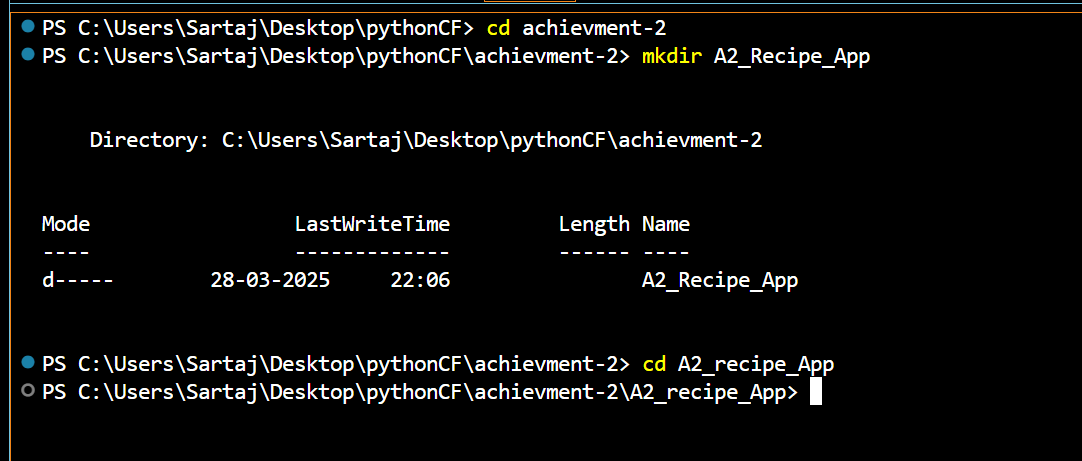 PS C:\Users\Sartaj\Desktop\pythonCF> cd achievment-2
PS C:\Users\Sartaj\Desktop\pythonCF\achievment-2> mkdir A2_Recipe_App
Directory: C:\Users\Sartaj\Desktop\pythonCF\achievment-2
Mode LastWriteTime Length Name
---- ------------- ------ ----
d----- 28-03-2025 22:06 A2_Recipe_App
PS C:\Users\Sartaj\Desktop\pythonCF\achievment-2> cd A2_recipe_App
PS C:\Users\Sartaj\Desktop\pythonCF\achievment-2\A2_recipe_App>